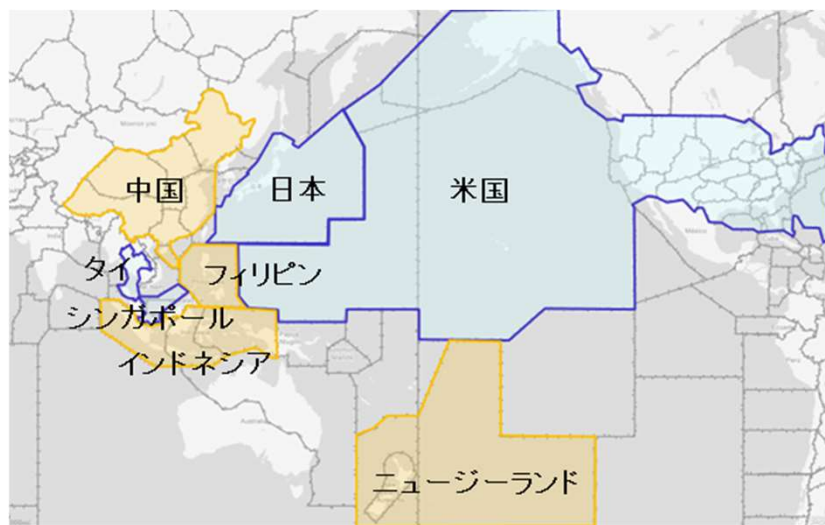 中国
日本
米国
タイ
フィリピン
シンガポール
インドネシア
ニュージーランド